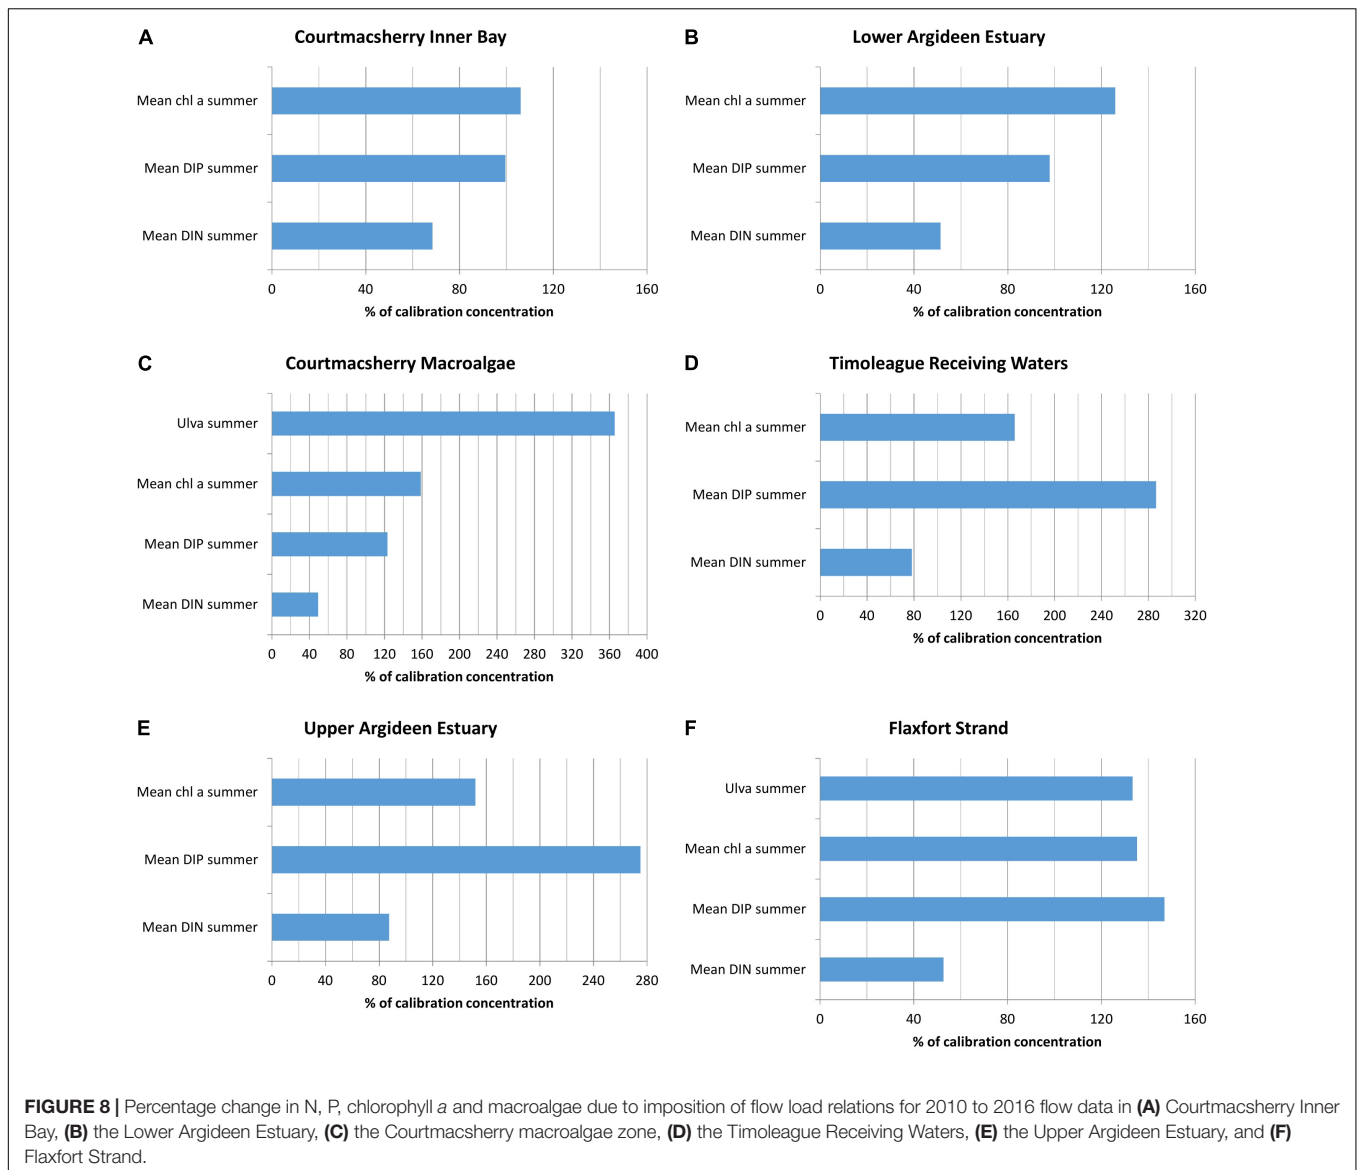 A
Courtmacsherry Inner Bay
Mean chl a summer
Mean DIP summer
Mean DIN summer
0 40 80 120 160
% of calibration concentration
B
Lower Argideen Estuary
Mean chl a summer
Mean DIP summer
Mean DIN summer
0 40 80 120 160
% of calibration concentration
C
Courtmacsherry Macroalgae
Ulva summer
Mean chl a summer
Mean DIP summer
Mean DIN summer
0 40 80 120 160 200 240 280 320 360 400
% of calibration concentration
D
Timoleague Receiving Waters
Mean chl a summer
Mean DIP summer
Mean DIN summer
0 40 80 120 160 200 240 280 320
% of calibration concentration
E
Upper Argideen Estuary
Mean chl a summer
Mean DIP summer
Mean DIN summer
0 40 80 120 160 200 240 280
% of calibration concentration
F
Flaxfort Strand
Ulva summer
Mean chl a summer
Mean DIP summer
Mean DIN summer
0 40 80 120 160
% of calibration concentration
FIGURE 8 | Percentage change in N, P, chlorophyll a and macroalgae due to imposition of flow load relations for 2010 to 2016 flow data in (A) Courtmacsherry Inner
Bay, (B) the Lower Argideen Estuary, (C) the Courtmacsherry macroalgae zone, (D) the Timoleague Receiving Waters, (E) the Upper Argideen Estuary, and (F)
Flaxfort Strand.